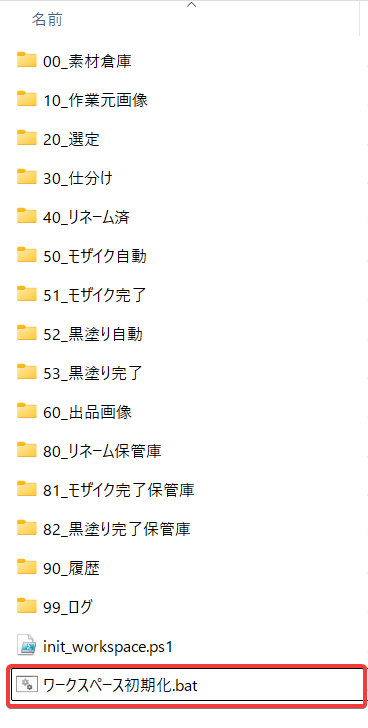 名前
00_素材倉庫
10_作業元画像
20_選定
30_仕分け
40_リネーム済
50_モザイク自動
51_モザイク完了
52_黒塗り自動
53_黒塗り完了
60_出品画像
80_リネーム保管庫
81_モザイク完了保管庫
82_黒塗り完了保管庫
90_履歴
99_ログ
init_workspace.ps1
ワークスペース初期化.bat